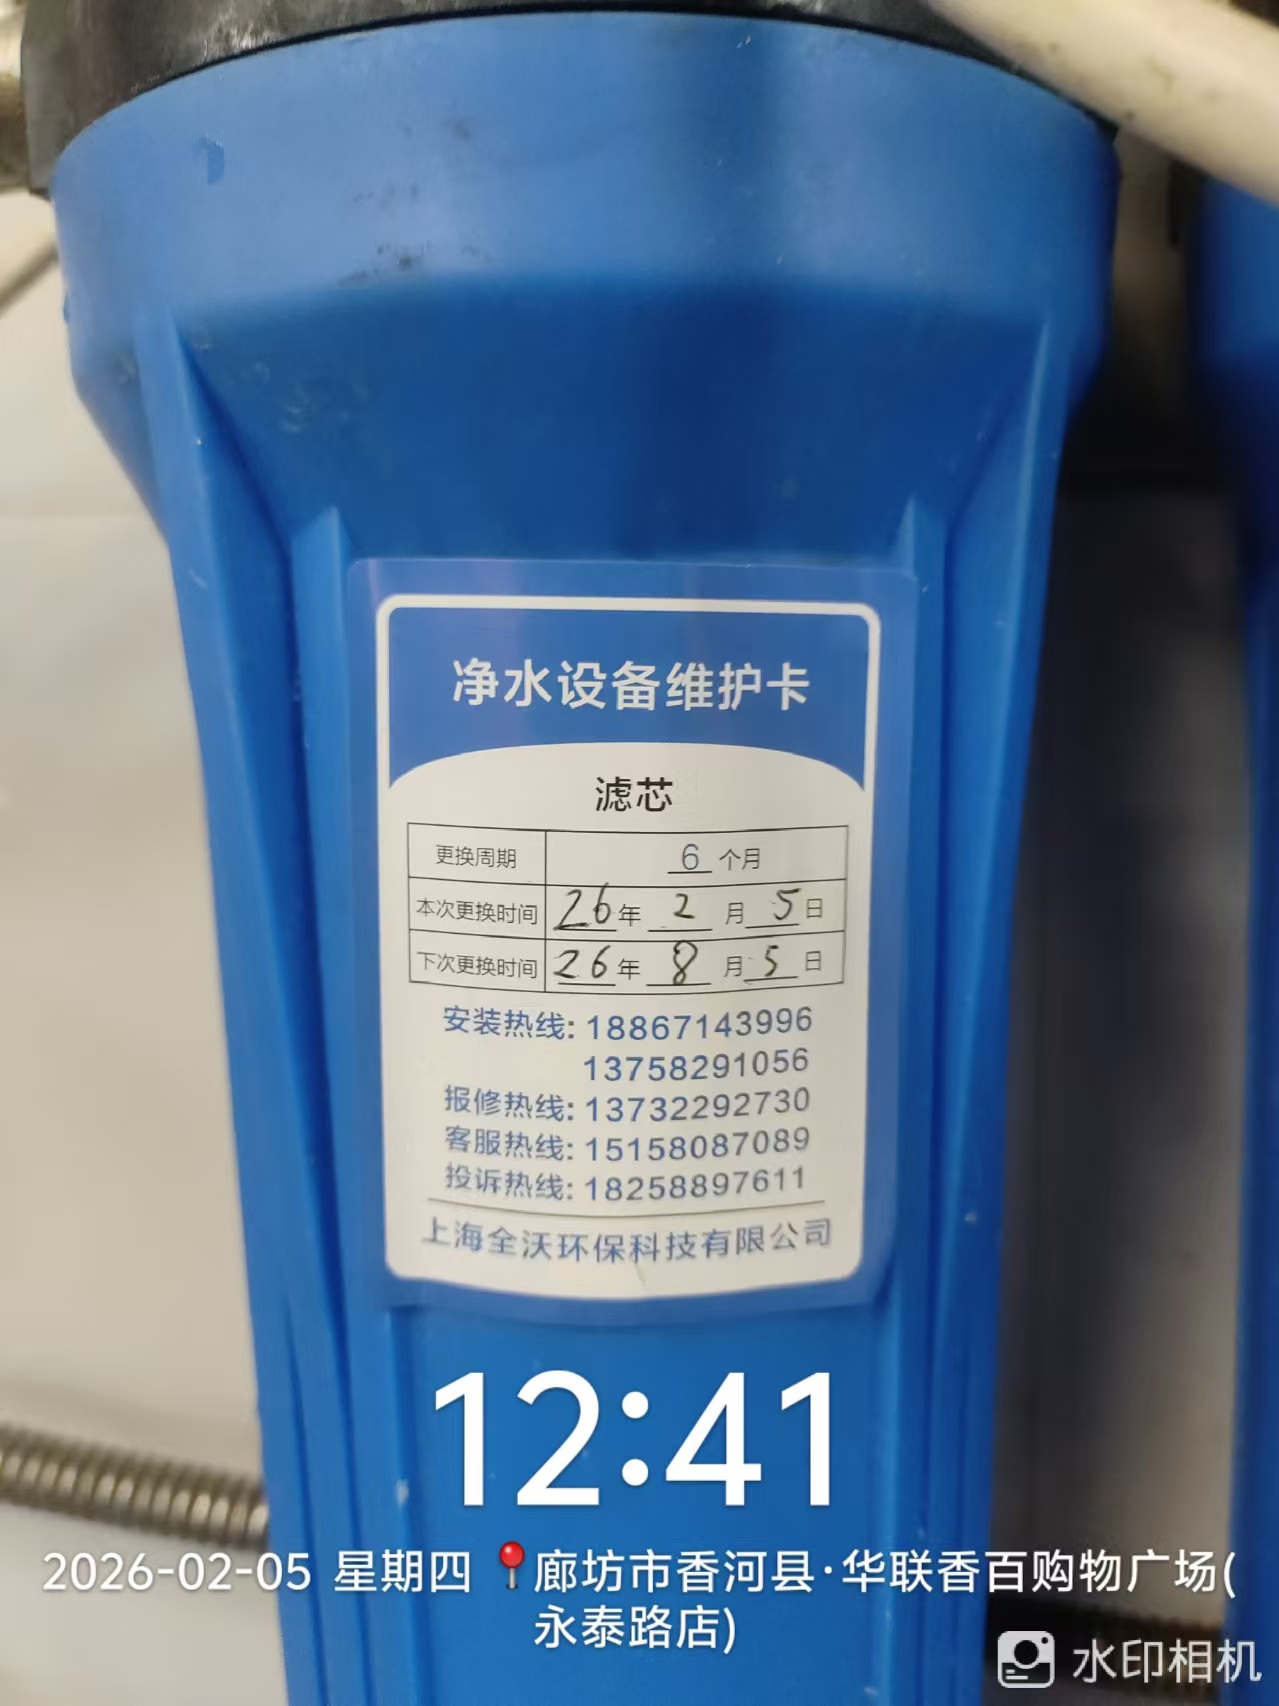 净水设备维护卡
滤芯
更换周期 6 个月
本次更换时间 26 年 2 月 5 日
下次更换时间 26 年 8 月 5 日
安装热线: 18867143996
13758291056
报修热线: 13732292730
客服热线: 15158087089
投诉热线: 18258897611
上海全沃环保科技有限公司
12:41
2026-02-05 星期四 📍廊坊市香河县·华联香百购物广场(
永泰路店)
水印相机